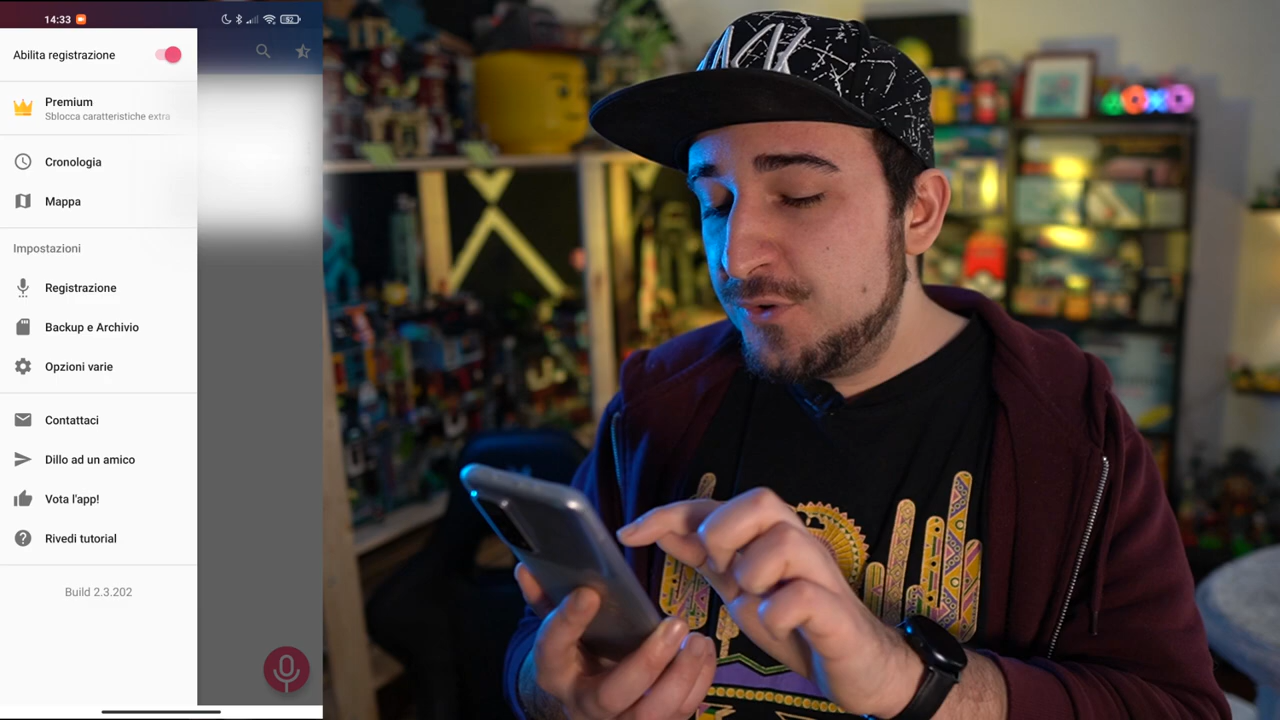 14:33
92
Abilita registrazione
Premium
Sblocca caratteristiche extra
Cronologia
Mappa
Impostazioni
Registrazione
Backup e Archivio
Opzioni varie
Contattaci
Dillo ad un amico
Vota l'app!
Rivedi tutorial
Build 2.3.202